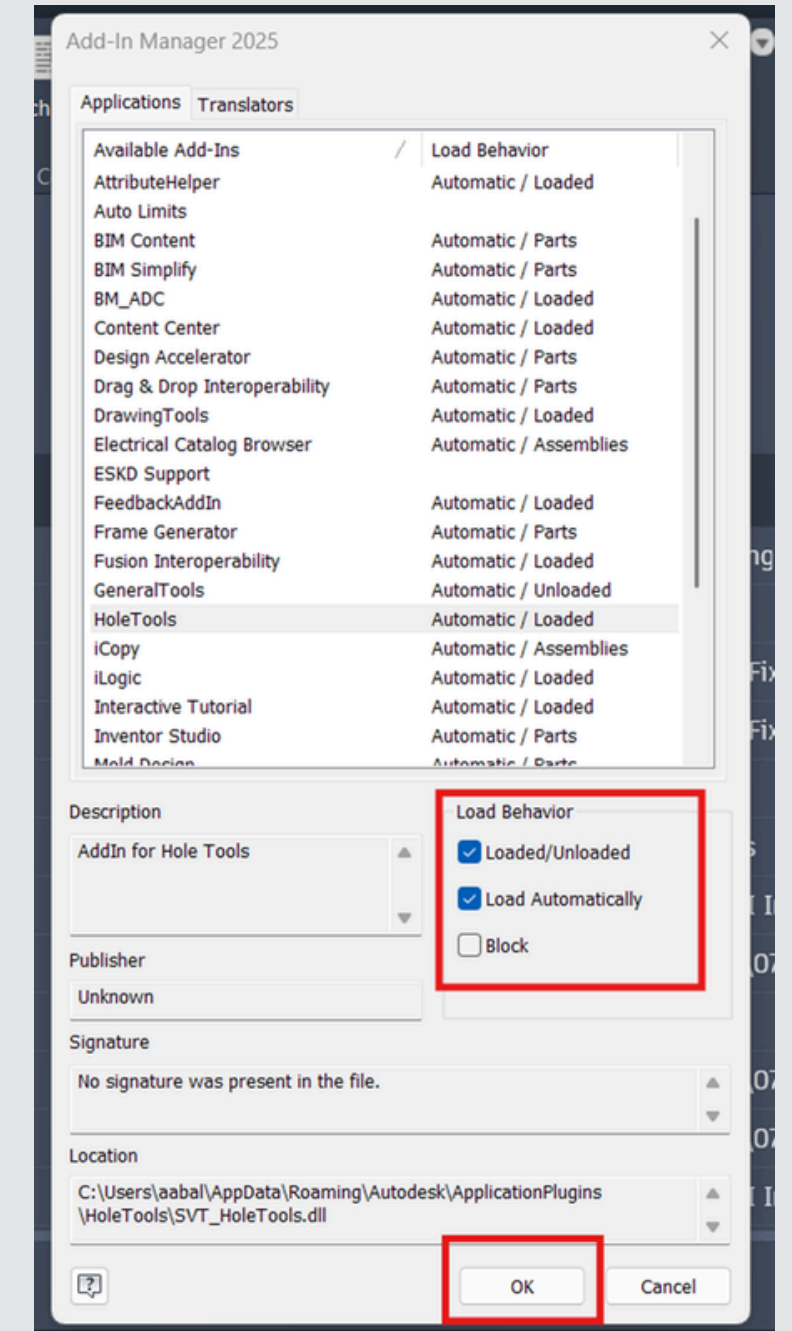 Add-In Manager 2025
Applications Translators
Available Add-Ins / Load Behavior
AttributeHelper Automatic / Loaded
Auto Limits
BIM Content Automatic / Parts
BIM Simplify Automatic / Parts
BM_ADC Automatic / Loaded
Content Center Automatic / Loaded
Design Accelerator Automatic / Parts
Drag & Drop Interoperability Automatic / Parts
DrawingTools Automatic / Loaded
Electrical Catalog Browser Automatic / Assemblies
ESKD Support
FeedbackAddIn Automatic / Loaded
Frame Generator Automatic / Parts
Fusion Interoperability Automatic / Loaded
GeneralTools Automatic / Unloaded
HoleTools Automatic / Loaded
iCopy Automatic / Assemblies
iLogic Automatic / Loaded
Interactive Tutorial Automatic / Loaded
Inventor Studio Automatic / Parts
Mold Design Automatic / Parts
Description
AddIn for Hole Tools
Load Behavior
Loaded/Unloaded
Load Automatically
Block
Publisher
Unknown
Signature
No signature was present in the file.
Location
C:\Users\aabal\AppData\Roaming\Autodesk\ApplicationPlugins
\HoleTools\SVT_HoleTools.dll
OK Cancel